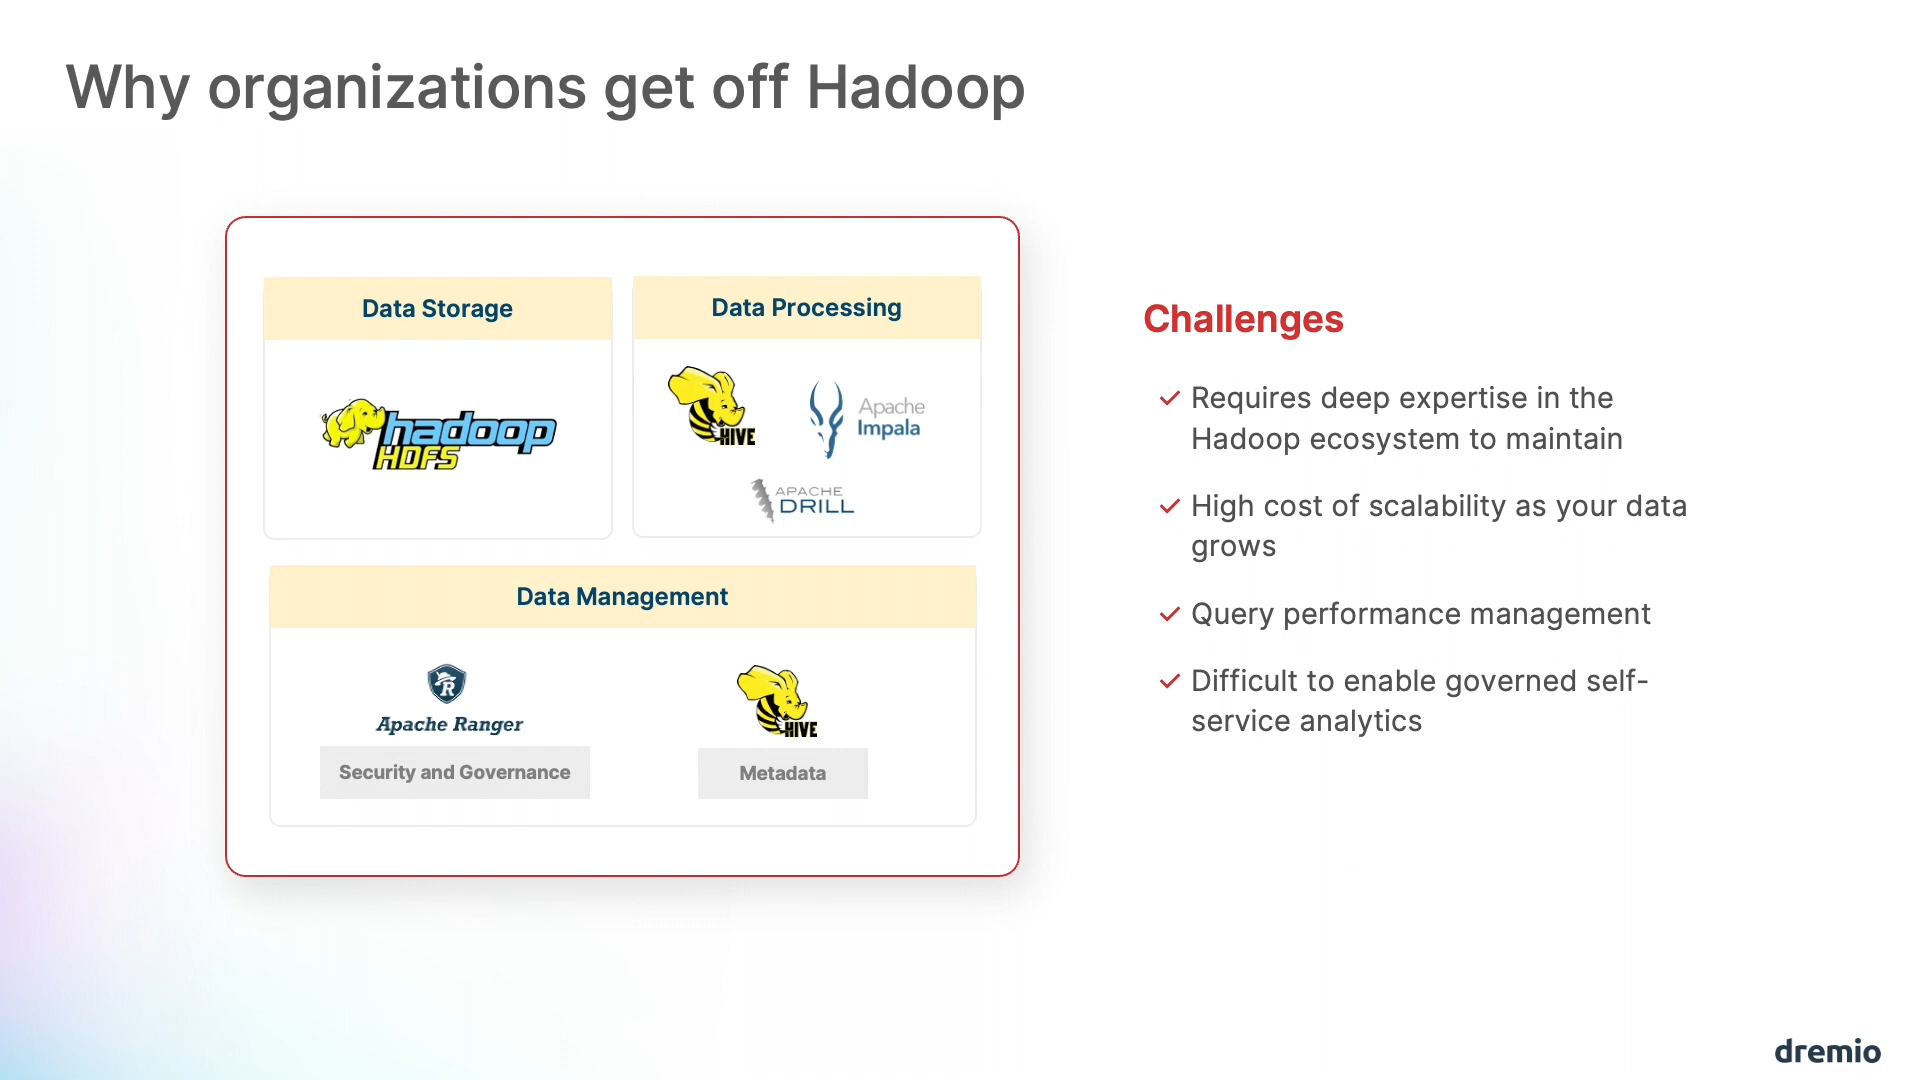 Why organizations get off Hadoop
Data Storage
hadoop
HDFS
Data Processing
HIVE
Apache
Impala
APACHE
DRILL
Data Management
R
Apache Ranger
Security and Governance
HIVE
Metadata
Challenges
Requires deep expertise in the
Hadoop ecosystem to maintain
High cost of scalability as your data
grows
Query performance management
Difficult to enable governed self-
service analytics
dremio